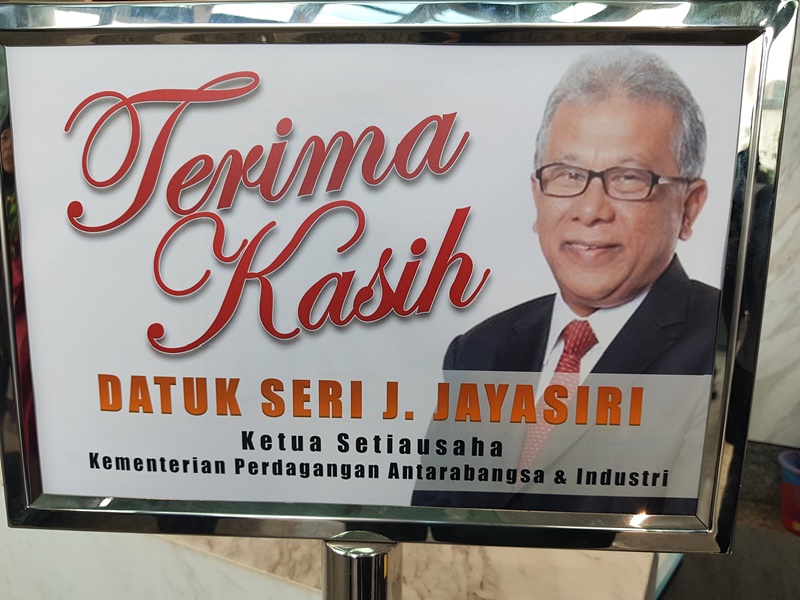 Terima
Kasih
DATUK SERI J. JAYASIRI
Ketua Setiausaha
Kementerian Perdagangan Antarabangsa & Industri